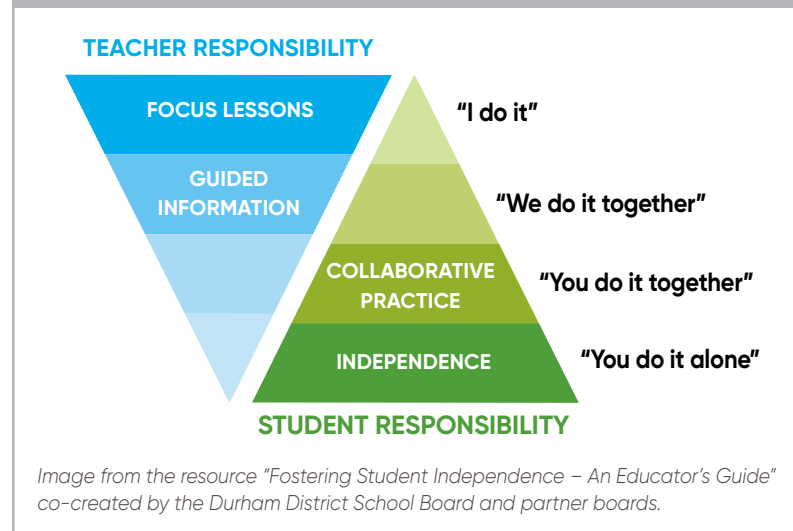 TEACHER RESPONSIBILITY
FOCUS LESSONS
“I do it”
GUIDED
INFORMATION
“We do it together”
COLLABORATIVE
PRACTICE
“You do it together”
INDEPENDENCE
“You do it alone”
STUDENT RESPONSIBILITY
Image from the resource “Fostering Student Independence – An Educator’s Guide”
co-created by the Durham District School Board and partner boards.